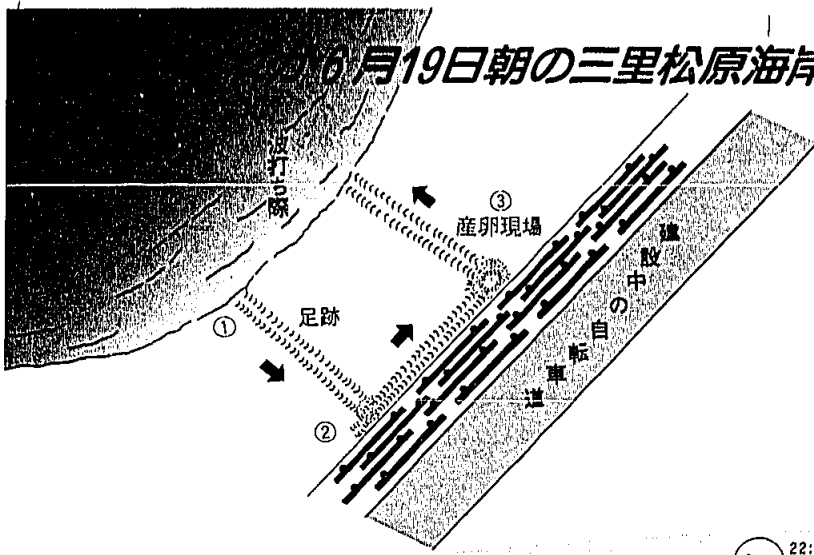 6月19日朝の三里松原海岸
波打ち際
③
産卵現場
足跡
①
②
建設中の自転車道
22: